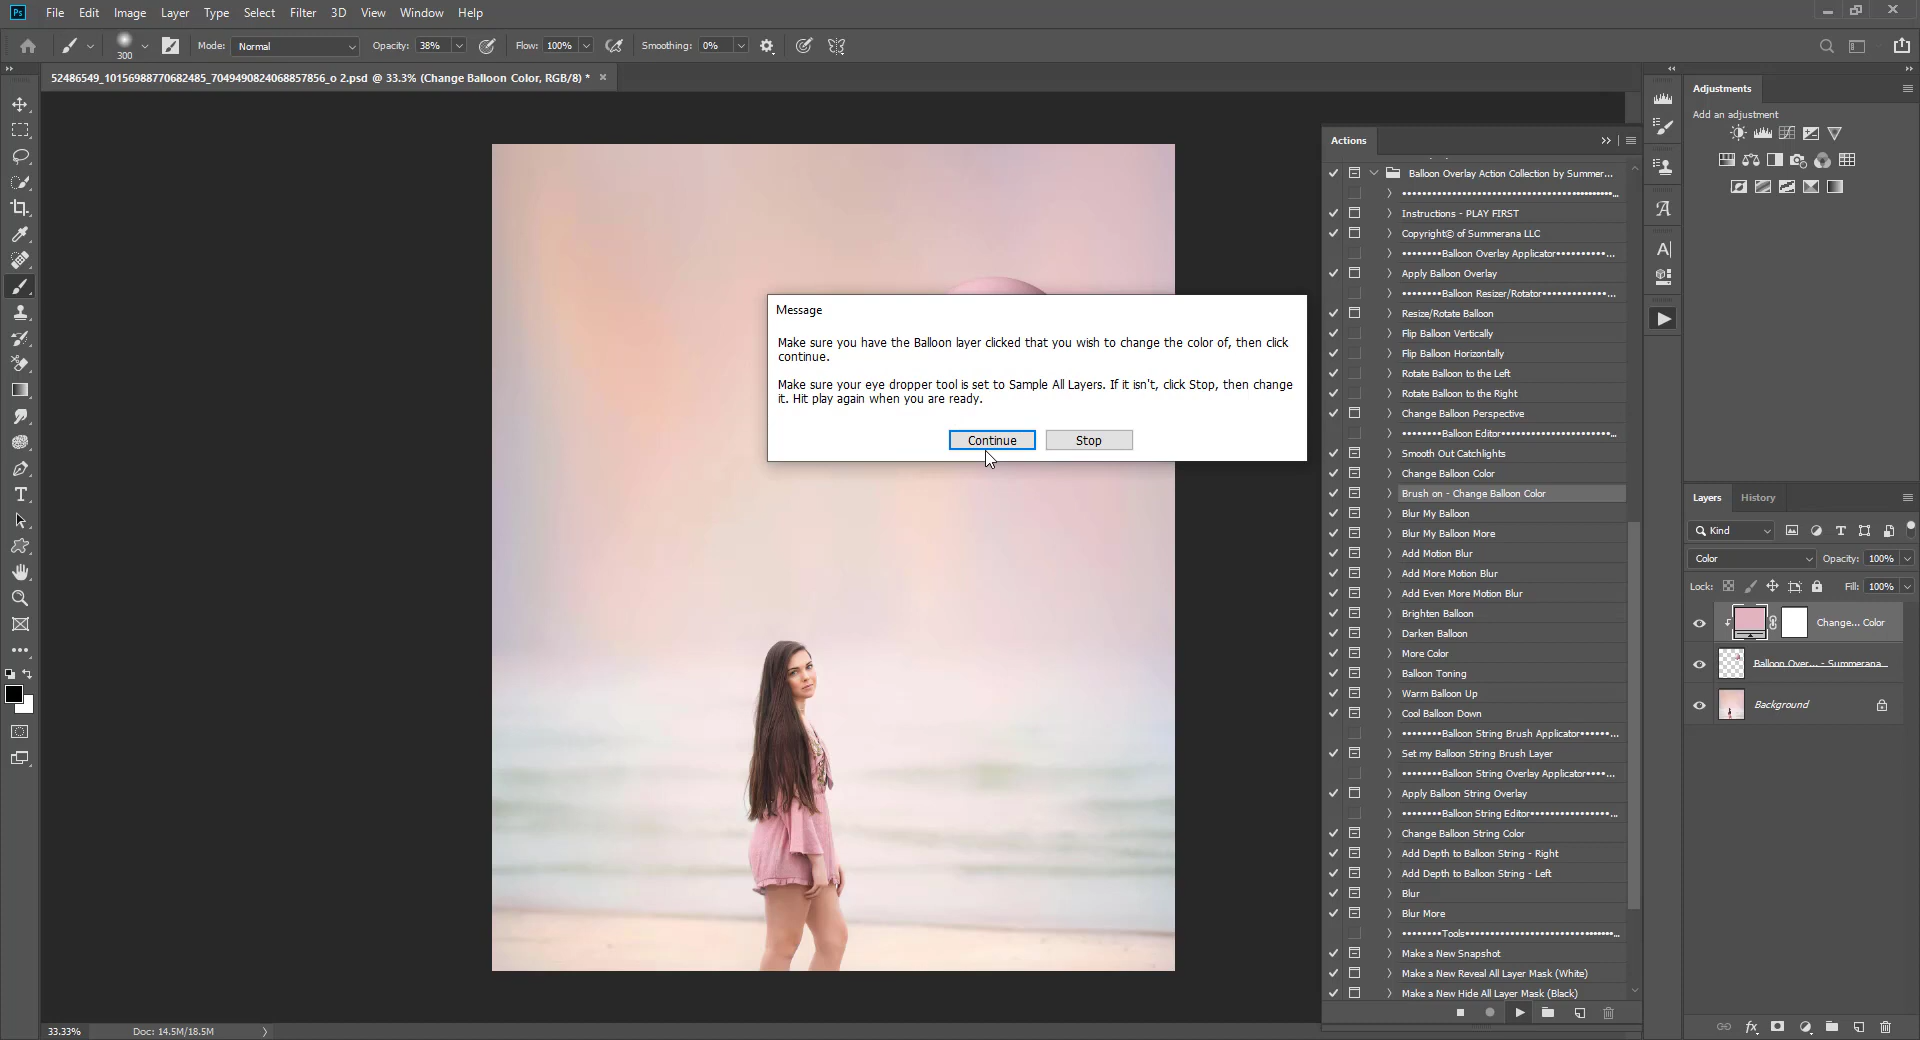 Ps File Edit Image Layer Type Select Filter 3D View Window Help
300 Mode: Normal Opacity: 38% Flow: 100% Smoothing: 0%
52486549_10156988770682485_7049490824068857856_o 2.psd @ 33.3% (Change Balloon Color, RGB/8) *
Message
Make sure you have the Balloon layer clicked that you wish to change the color of, then click
continue.
Make sure your eye dropper tool is set to Sample All Layers. If it isn't, click Stop, then change
it. Hit play again when you are ready.
Continue Stop
33.33% Doc: 14.5M/18.5M
Actions
Balloon Overlay Action Collection by Summer...
Instructions - PLAY FIRST
Copyright© of Summerana LLC
••••••••Balloon Overlay Applicator••••••••••...
Apply Balloon Overlay
••••••••Balloon Resizer/Rotator•••••••••••••...
Resize/Rotate Balloon
Flip Balloon Vertically
Flip Balloon Horizontally
Rotate Balloon to the Left
Rotate Balloon to the Right
Change Balloon Perspective
••••••••Balloon Editor•••••••••••••••••••••••...
Smooth Out Catchlights
Change Balloon Color
Brush on - Change Balloon Color
Blur My Balloon
Blur My Balloon More
Add Motion Blur
Add More Motion Blur
Add Even More Motion Blur
Brighten Balloon
Darken Balloon
More Color
Balloon Toning
Warm Balloon Up
Cool Balloon Down
••••••••Balloon String Brush Applicator••••••...
Set my Balloon String Brush Layer
••••••••Balloon String Overlay Applicator••••...
Apply Balloon String Overlay
••••••••Balloon String Editor••••••••••••••••...
Change Balloon String Color
Add Depth to Balloon String - Right
Add Depth to Balloon String - Left
Blur
Blur More
••••••••Tools•••••••••••••••••••••••••••••••...
Make a New Snapshot
Make a New Reveal All Layer Mask (White)
Make a New Hide All Layer Mask (Black)
Adjustments
Add an adjustment
Layers History
Kind
Color Opacity: 100%
Lock: Fill: 100%
Change... Color
Balloon Over... - Summerana
Background